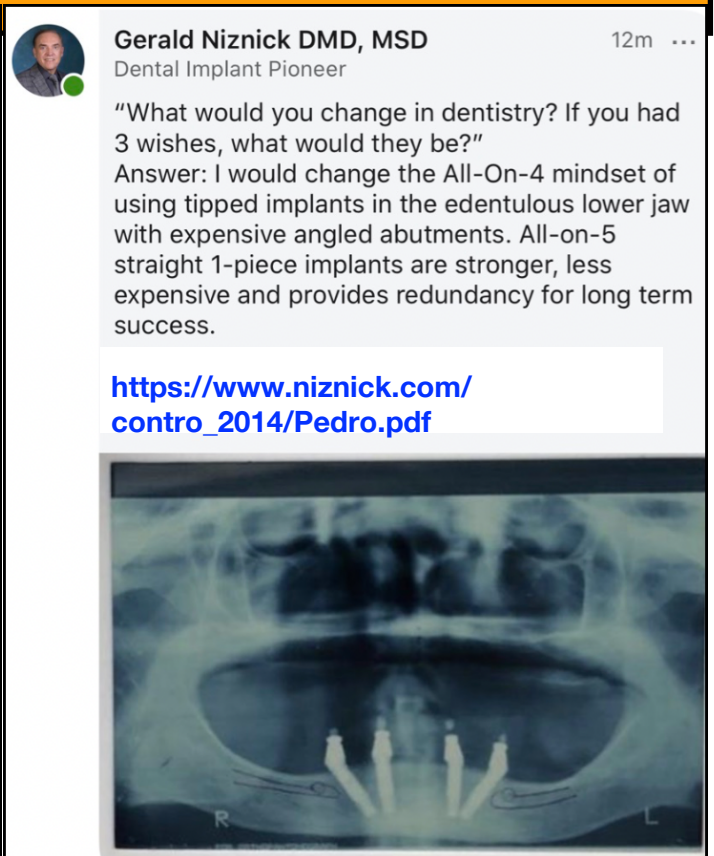 Gerald Niznick DMD, MSD
12m ...
Dental Implant Pioneer
“What would you change in dentistry? If you had
3 wishes, what would they be?”
Answer: I would change the All-On-4 mindset of
using tipped implants in the edentulous lower jaw
with expensive angled abutments. All-on-5
straight 1-piece implants are stronger, less
expensive and provides redundancy for long term
success.
https://www.niznick.com/
contro_2014/Pedro.pdf
R
L